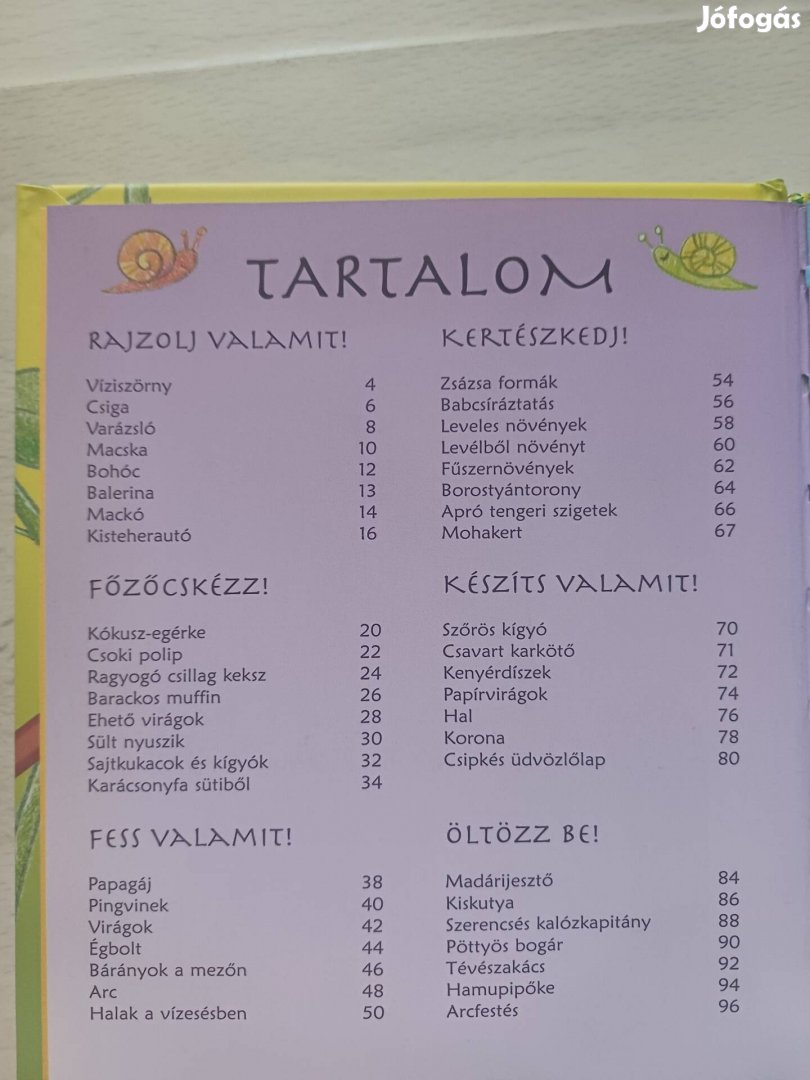 Jófogás
TARTALOM
RAJZOLJ VALAMIT!
Víziszörny 4
Csiga 6
Varázsló 8
Macska 10
Bohóc 12
Balerina 13
Mackó 14
Kisteherautó 16
FŐZŐCSKÉZZ!
Kókusz-egérke 20
Csoki polip 22
Ragyogó csillag keksz 24
Barackos muffin 26
Ehető virágok 28
Sült nyuszik 30
Sajtkukacok és kígyók 32
Karácsonyfa sütiből 34
FESS VALAMIT!
Papagáj 38
Pingvinek 40
Virágok 42
Égbolt 44
Bárányok a mezőn 46
Arc 48
Halak a vízesésben 50
KERTÉSZKEDJ!
Zsázsa formák 54
Babcsíráztatás 56
Leveles növények 58
Levélből növényt 60
Fűszernövények 62
Borostyántorony 64
Apró tengeri szigetek 66
Mohakert 67
KÉSZÍTS VALAMIT!
Szőrös kígyó 70
Csavart karkötő 71
Kenyérdíszek 72
Papírvirágok 74
Hal 76
Korona 78
Csipkés üdvözlőlap 80
ÖLTÖZZ BE!
Madárijesztő 84
Kiskutya 86
Szerencsés kalózkapitány 88
Pöttyös bogár 90
Tévészakács 92
Hamupipőke 94
Arcfestés 96